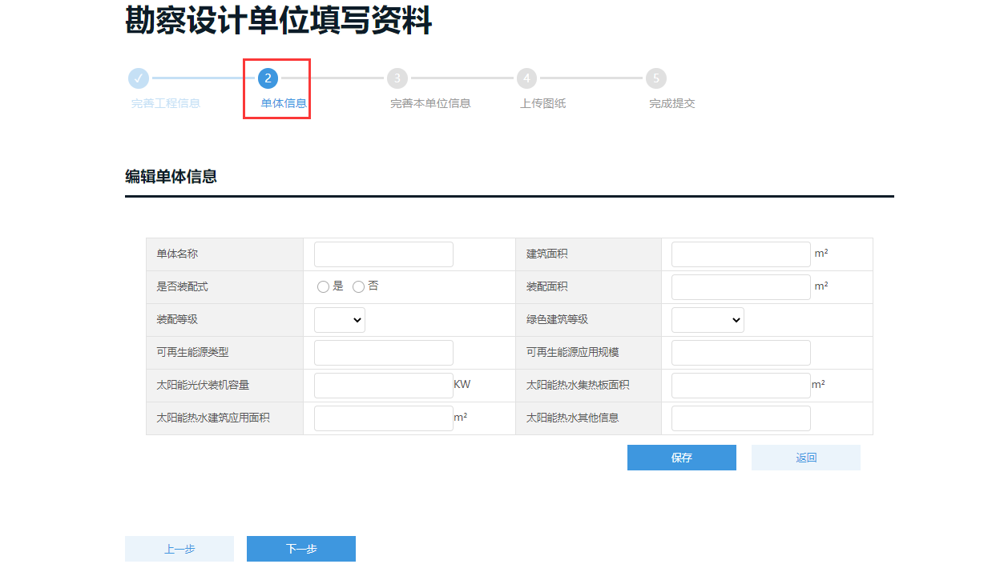 勘察设计单位填写资料
✓ 2 3 4 5
完善工程信息 单体信息 完善本单位信息 上传图纸 完成提交
编辑单体信息
单体名称 建筑面积 m²
是否装配式 是 否 装配面积 m²
装配等级 绿色建筑等级
可再生能源类型 可再生能源应用规模
太阳能光伏装机容量 KW 太阳能热水集热板面积 m²
太阳能热水建筑应用面积 m² 太阳能热水其他信息
保存 返回
上一步 下一步